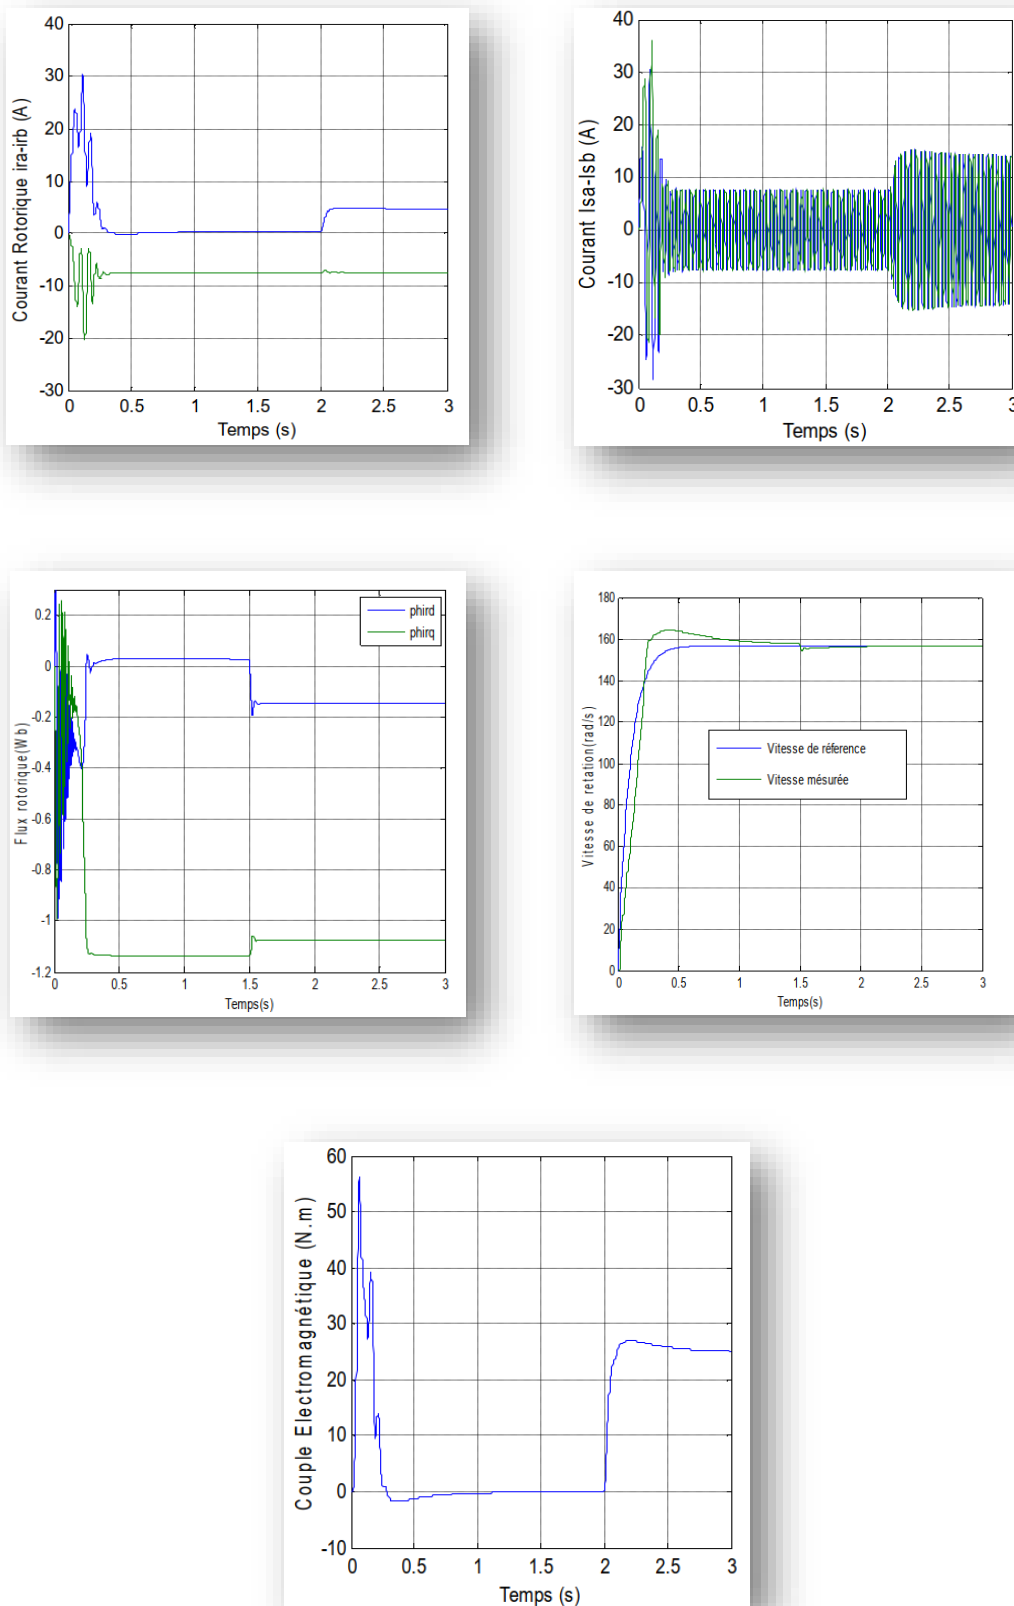 Courant Rotorique ira-irb (A)
40
30
20
10
0
-10
-20
-30
0 0.5 1 1.5 2 2.5 3
Temps (s)
Courant Isa-Isb (A)
40
30
20
10
0
-10
-20
-30
0 0.5 1 1.5 2 2.5 3
Temps (s)
Flux rotorique(Wb)
0.2
0
-0.2
-0.4
-0.6
-0.8
-1
-1.2
0 0.5 1 1.5 2 2.5 3
Temps(s)
phird
phirq
Vitesse de retation(rad/s)
180
160
140
120
100
80
60
40
20
0
0 0.5 1 1.5 2 2.5 3
Temps(s)
Vitesse de réference
Vitesse mésurée
Couple Electromagnétique (N.m)
60
50
40
30
20
10
0
-10
0 0.5 1 1.5 2 2.5 3
Temps (s)